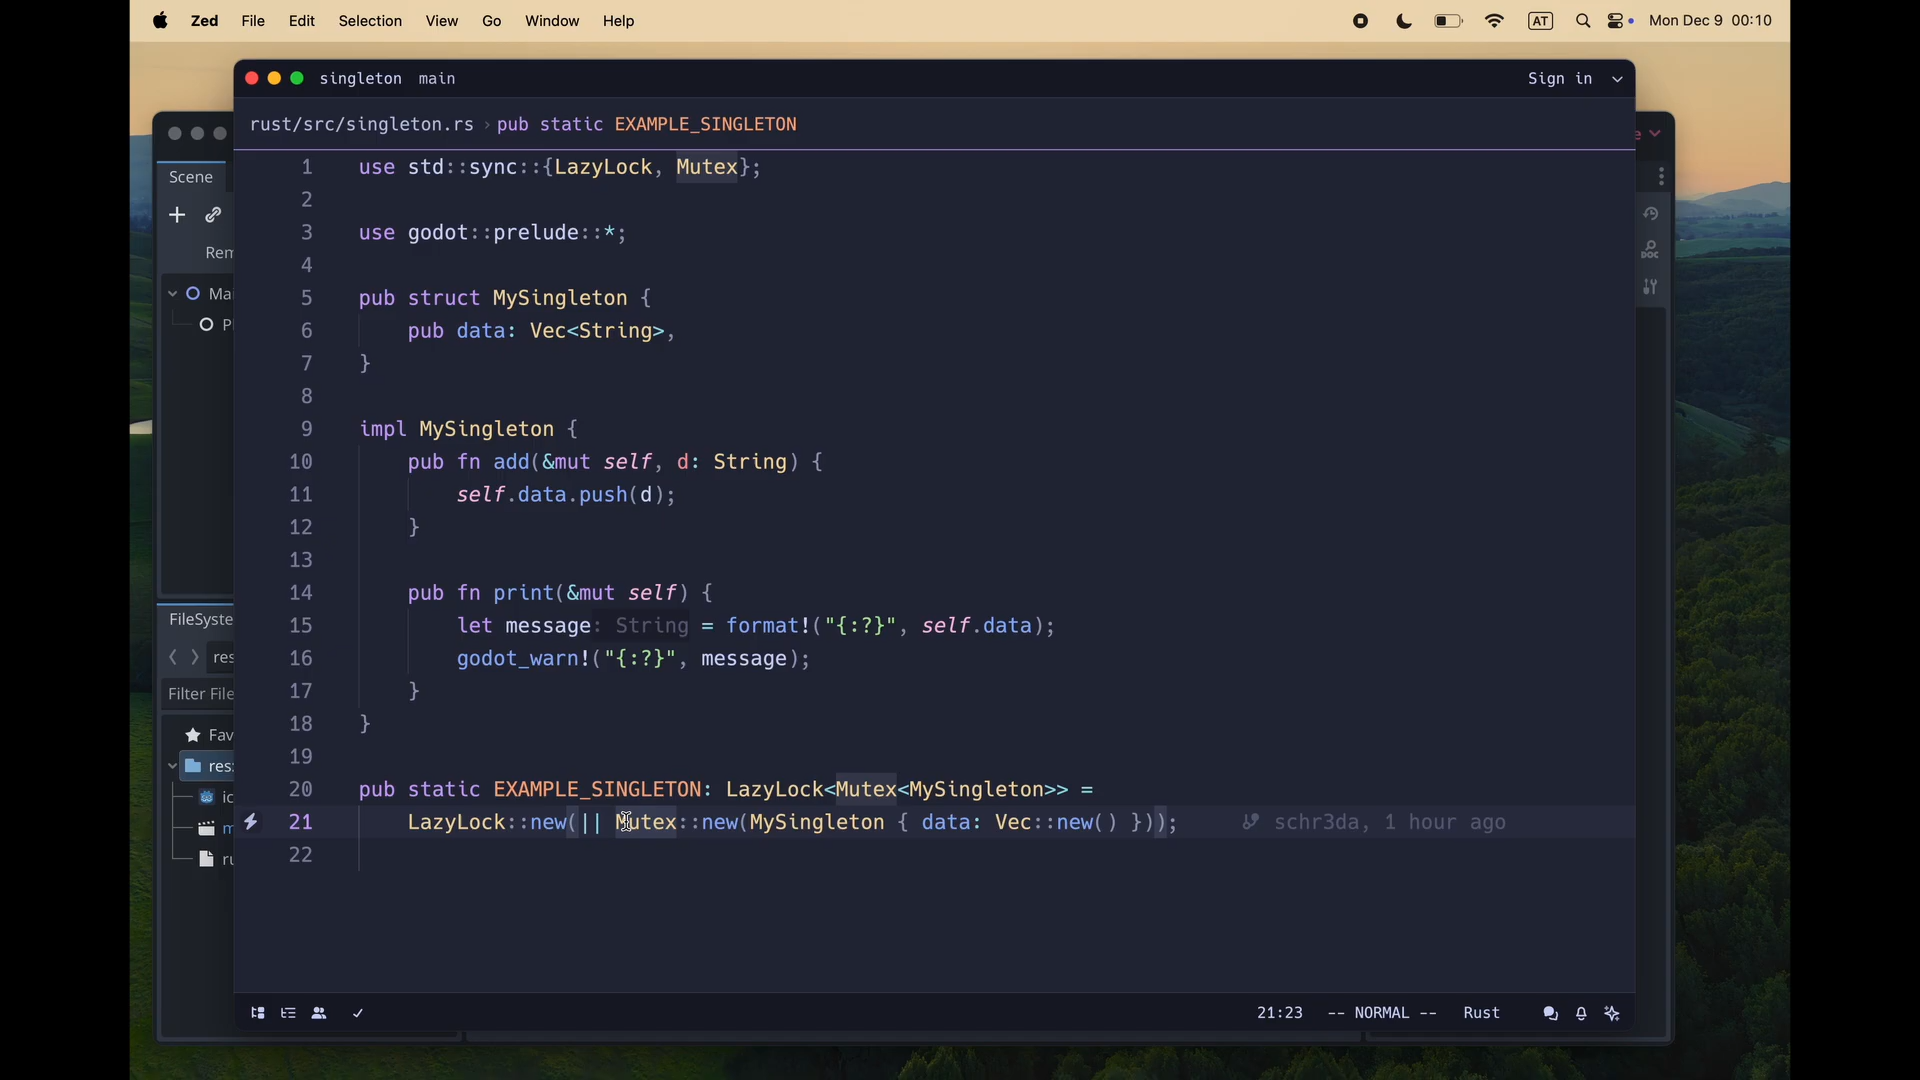 Zed File Edit Selection View Go Window Help AT Mon Dec 9 00:10
singleton main Sign in
rust/src/singleton.rs › pub static EXAMPLE_SINGLETON
Scene
1 use std::sync::{LazyLock, Mutex};
2
3 use godot::prelude::*;
4
5 pub struct MySingleton {
6 pub data: Vec<String>,
7 }
8
9 impl MySingleton {
10 pub fn add(&mut self, d: String) {
11 self.data.push(d);
12 }
13
14 pub fn print(&mut self) {
15 let message: String = format!("{:?}", self.data);
16 godot_warn!("{:?}", message);
17 }
18 }
19
20 pub static EXAMPLE_SINGLETON: LazyLock<Mutex<MySingleton>> =
21 LazyLock::new(|| Mutex::new(MySingleton { data: Vec::new() })); schr3da, 1 hour ago
22
Rem
Mai
P
FileSyste
res
Filter File
Fav
res:
ic
m
ru
DOC
e
21:23 -- NORMAL -- Rust